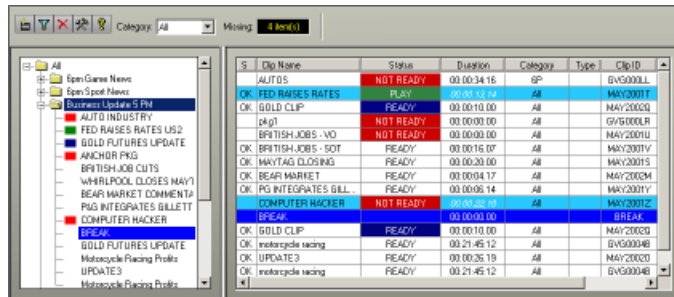 Category: All Missing: 4 item(s)
All
6pm Game News
6pm Spot News
Business Update 5 PM
AUTO INDUSTRY
FED RAISES RATES US2
GOLD FUTURES UPDATE
ANCHOR PKG
BRITISH JOB CUTS
WHIRLPOOL CLOSES MAYT
BEAR MARKET COMMENTA
P&G INTEGRATES GILLETT
COMPUTER HACKER
BREAK
GOLD FUTURES UPDATE
Motorcycle Racing Profits
UPDATE3
Motorcycle Racing Profits
S Clip Name Status Duration Category Type Clip ID
AUTOS NOT READY 00:00:34:16 6P GVG000LL
OK FED RAISES RATES PLAY 00:00:13:14 All MAY2001T
OK GOLD CLIP READY 00:00:10.00 All MAY2002Q
pkg1 NOT READY 00:00:00.00 All GVG000LR
BRITISH JOBS - VO NOT READY 00:00:00.00 All MAY2001U
OK BRITISH JOBS - SOT READY 00:00:16.07 All MAY2001V
OK MAYTAG CLOSING READY 00:00:20.00 All MAY2001S
OK BEAR MARKET READY 00:00:04.17 All MAY2002M
OK PG INTEGRATES GILL... READY 00:00:06.14 All MAY2001Y
COMPUTER HACKER NOT READY All MAY2001Z
BREAK 00:00:00.00 BREAK
OK GOLD CLIP READY 00:00:10.00 All MAY2002Q
OK motorcycle racing READY 00:21:45:12 All GVG0004B
OK UPDATE3 READY 00:00:26.19 All MAY2002O
OK motorcycle racing READY 00:21:45:12 All GVG0004B